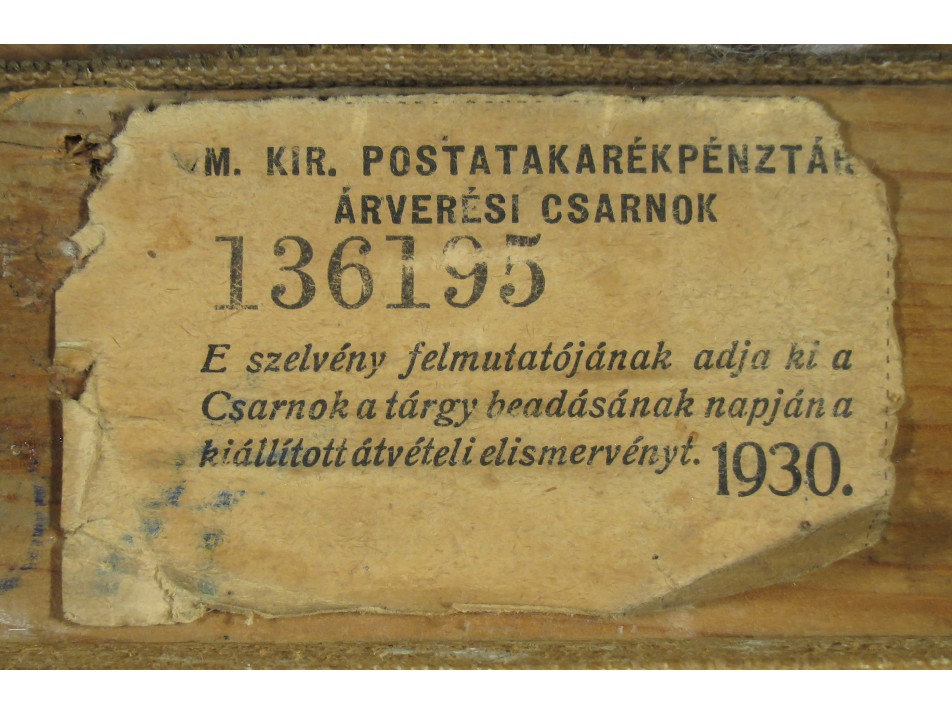 M. KIR. POSTATAKARÉKPÉNZTÁR
ÁRVERÉSI CSARNOK
136195
E szelvény felmutatójának adja ki a
Csarnok a tárgy beadásának napján a
kiállított átvételi elismervényt. 1930.